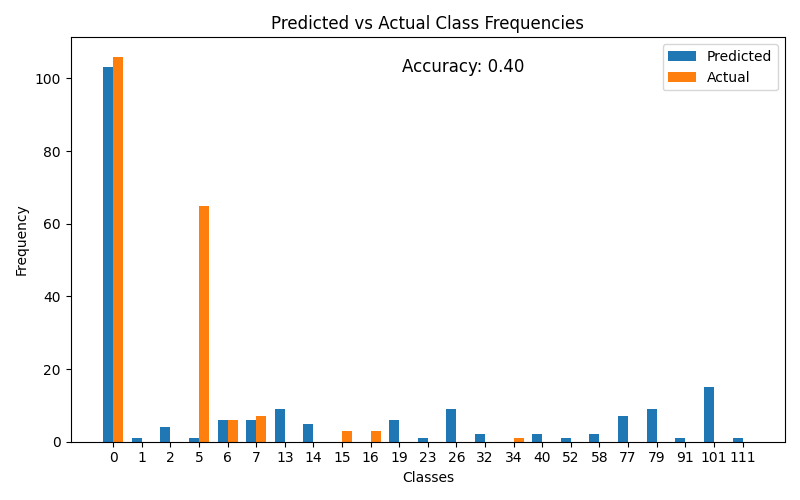 Predicted vs Actual Class Frequencies
Accuracy: 0.40
Predicted
Actual
Frequency
100
80
60
40
20
0
0 1 2 5 6 7 13 14 15 16 19 23 26 32 34 40 52 58 77 79 91 101 111
Classes